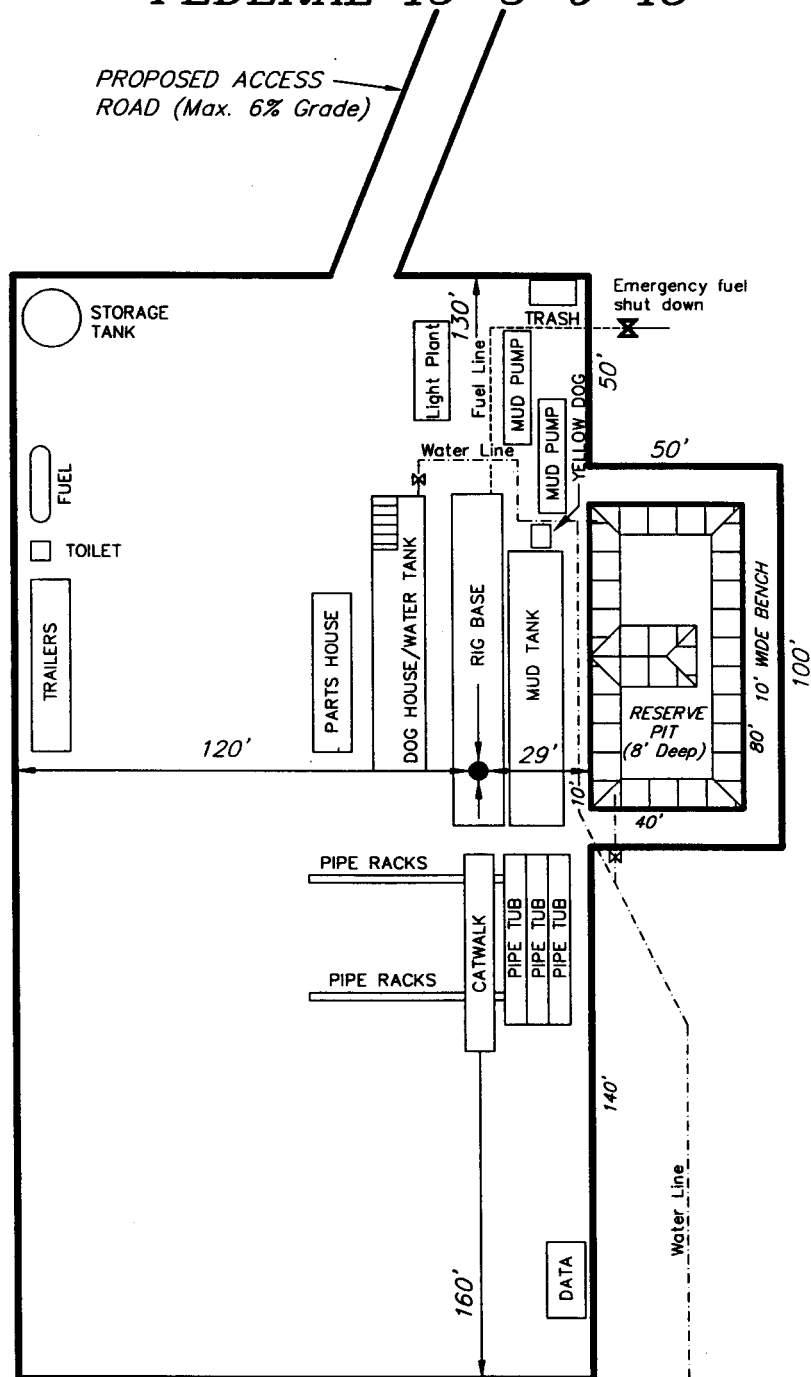 PROPOSED ACCESS
ROAD (Max. 6% Grade)
STORAGE
TANK
Light Plant
130'
Fuel Line
TRASH
Emergency fuel
shut down
MUD PUMP
50'
MUD PUMP
YELLOW DOG
Water Line
50'
FUEL
TOILET
TRAILERS
PARTS HOUSE
DOG HOUSE/WATER TANK
RIG BASE
MUD TANK
RESERVE
PIT
(8' Deep)
80'
10' WIDE BENCH
100'
120'
29'
10'
40'
PIPE RACKS
PIPE RACKS
CATWALK
PIPE TUB
PIPE TUB
PIPE TUB
140'
Water Line
160'
DATA